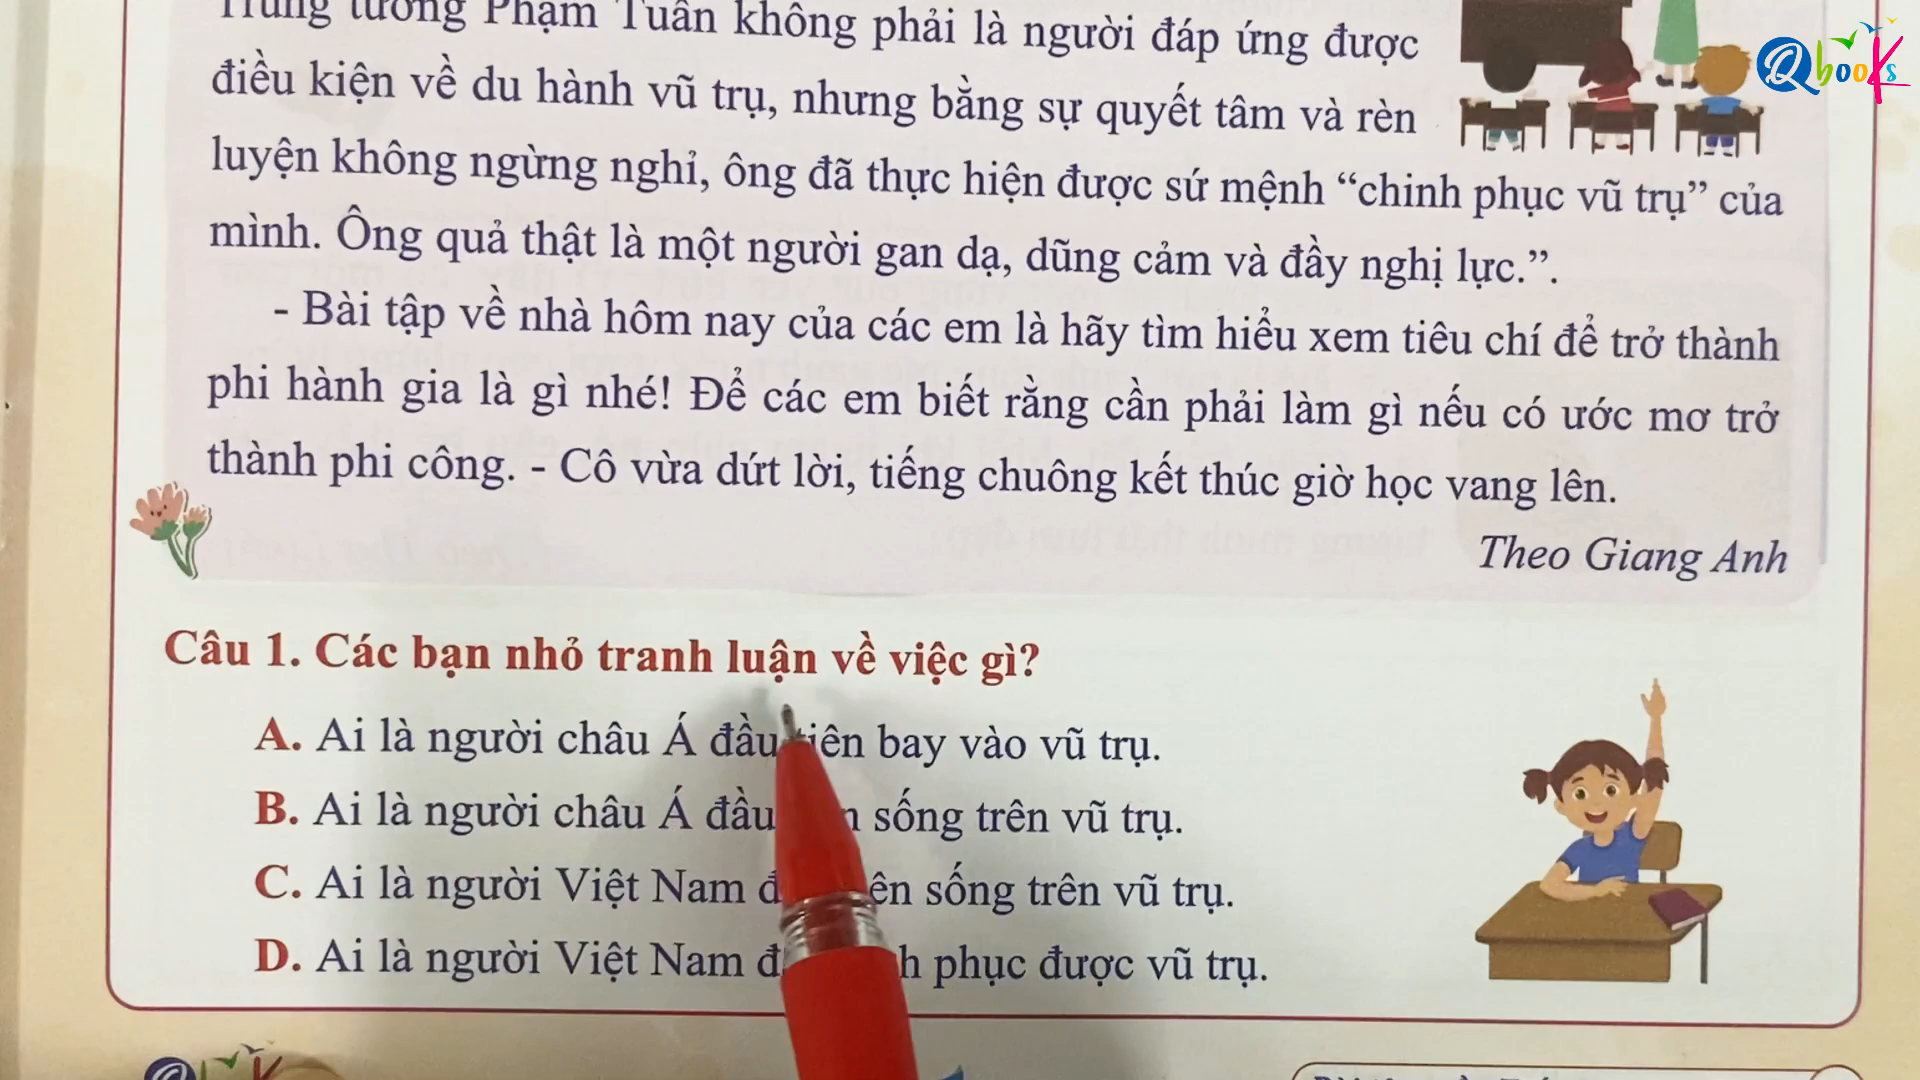 Trung tướng Phạm Tuân không phải là người đáp ứng được
điều kiện về du hành vũ trụ, nhưng bằng sự quyết tâm và rèn
luyện không ngừng nghỉ, ông đã thực hiện được sứ mệnh “chinh phục vũ trụ” của
mình. Ông quả thật là một người gan dạ, dũng cảm và đầy nghị lực.”.
- Bài tập về nhà hôm nay của các em là hãy tìm hiểu xem tiêu chí để trở thành
phi hành gia là gì nhé! Để các em biết rằng cần phải làm gì nếu có ước mơ trở
thành phi công. - Cô vừa dứt lời, tiếng chuông kết thúc giờ học vang lên.
Theo Giang Anh
Câu 1. Các bạn nhỏ tranh luận về việc gì?
A. Ai là người châu Á đầu tiên bay vào vũ trụ.
B. Ai là người châu Á đầu sống trên vũ trụ.
C. Ai là người Việt Nam sống trên vũ trụ.
D. Ai là người Việt Nam phục được vũ trụ.
Qbooks